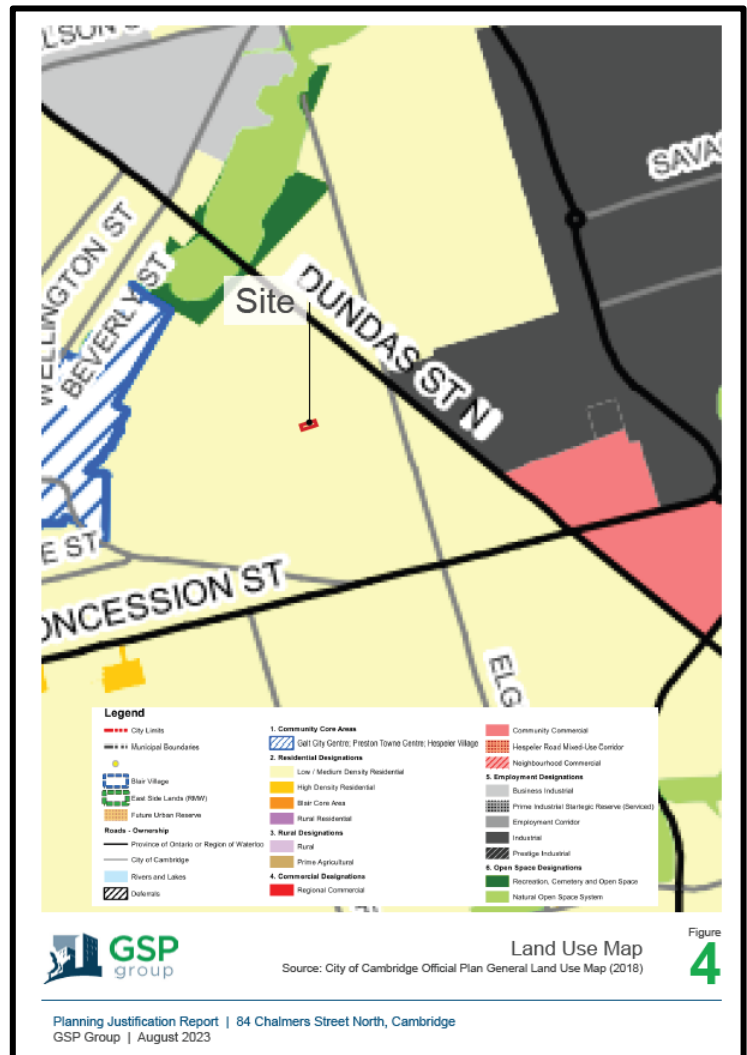 ELSON S
SAVAG
WELLINGTON ST
BEVERLY ST
Site
DUNDAS ST N
E ST
ONCESSION ST
ELG
Legend
City Limits
Municipal Boundaries
Blair Village
East Side Lands (RMW)
Future Urban Reserve
Roads - Ownership
Province of Ontario or Region of Waterloo
City of Cambridge
Rivers and Lakes
Deferrals
1. Community Core Areas
Galt City Centre; Preston Towne Centre; Hespeler Village
2. Residential Designations
Low / Medium Density Residential
High Density Residential
Blair Core Area
Rural Residential
3. Rural Designations
Rural
Prime Agricultural
4. Commercial Designations
Regional Commercial
Community Commercial
Hespeler Road Mixed-Use Corridor
Neighbourhood Commercial
5. Employment Designations
Business Industrial
Prime Industrial Starlegic Reserve (Serviced)
Employment Corridor
Industrial
Prestige Industrial
6. Open Space Designations
Recreation, Cemetery and Open Space
Natural Open Space System
GSP
group
Land Use Map
Source: City of Cambridge Official Plan General Land Use Map (2018)
Figure
4
Planning Justification Report | 84 Chalmers Street North, Cambridge
GSP Group | August 2023